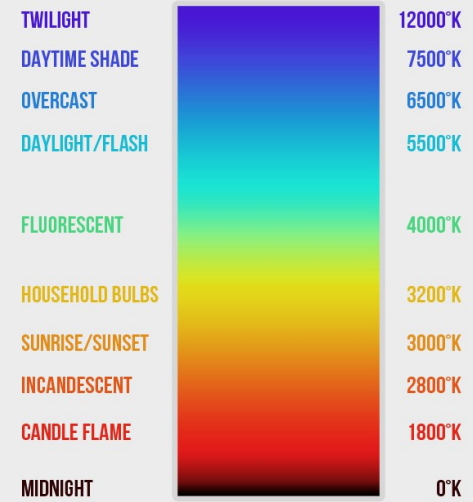 TWILIGHT 12000°K
DAYTIME SHADE 7500°K
OVERCAST 6500°K
DAYLIGHT/FLASH 5500°K
FLUORESCENT 4000°K
HOUSEHOLD BULBS 3200°K
SUNRISE/SUNSET 3000°K
INCANDESCENT 2800°K
CANDLE FLAME 1800°K
MIDNIGHT 0°K